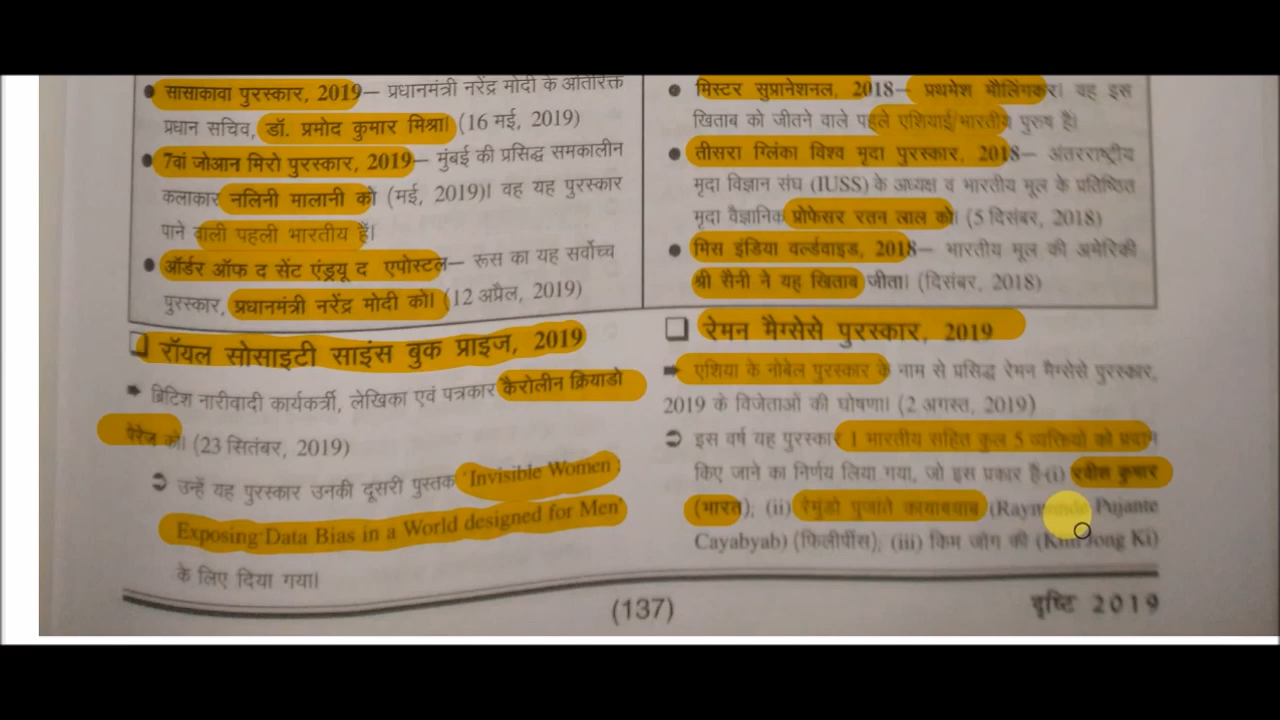 सासाकावा पुरस्कार, 2019– प्रधानमंत्री नरेंद्र मोदी के अतिरिक्त
प्रधान सचिव, डॉ. प्रमोद कुमार मिश्रा। (16 मई, 2019)
7वां जोआन मिरो पुरस्कार, 2019– मुंबई की प्रसिद्ध समकालीन
कलाकार नलिनी मालानी को (मई, 2019)। वह यह पुरस्कार
पाने वाली पहली भारतीय हैं।
ऑर्डर ऑफ द सेंट एंड्रयू द एपोस्टल– रूस का यह सर्वोच्च
पुरस्कार, प्रधानमंत्री नरेंद्र मोदी को। (12 अप्रैल, 2019)
रॉयल सोसाइटी साइंस बुक प्राइज, 2019
ब्रिटिश नारीवादी कार्यकर्त्री, लेखिका एवं पत्रकार कैरोलीन क्रियाडो
पेरेज को। (23 सितंबर, 2019)
उन्हें यह पुरस्कार उनकी दूसरी पुस्तक 'Invisible Women :
Exposing Data Bias in a World designed for Men'
के लिए दिया गया।
मिस्टर सुप्रानेशनल, 2018– प्रथमेश मौलिंगकर। वह इस
खिताब को जीतने वाले पहले एशियाई/भारतीय पुरुष हैं।
तीसरा ग्लिंका विश्व मृदा पुरस्कार, 2018– अंतरराष्ट्रीय
मृदा विज्ञान संघ (IUSS) के अध्यक्ष व भारतीय मूल के प्रतिष्ठित
मृदा वैज्ञानिक प्रोफेसर रतन लाल को। (5 दिसंबर, 2018)
मिस इंडिया वर्ल्डवाइड, 2018– भारतीय मूल की अमेरिकी
श्री सैनी ने यह खिताब जीता। (दिसंबर, 2018)
रेमन मैग्सेसे पुरस्कार, 2019
एशिया के नोबेल पुरस्कार के नाम से प्रसिद्ध रेमन मैग्सेसे पुरस्कार,
2019 के विजेताओं की घोषणा। (2 अगस्त, 2019)
इस वर्ष यह पुरस्कार 1 भारतीय सहित कुल 5 व्यक्तियों को प्रदान
किए जाने का निर्णय लिया गया, जो इस प्रकार हैं-(i) रवीश कुमार
(भारत); (ii) रेमुंडो पुजांते कायाबयाब Pujante
Cayabyab) (फिलीपींस); (iii) किम जोंग की (Kim Jong Ki)
(137)
दृष्टि 2019